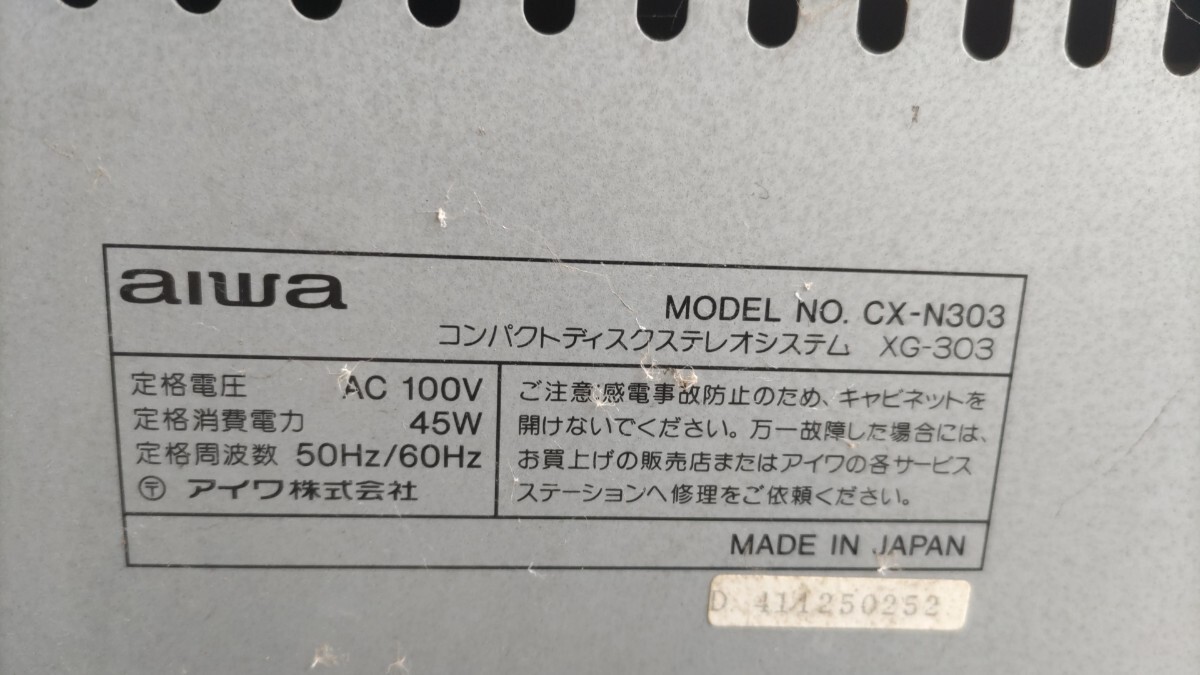 aiwa
MODEL NO. CX-N303
コンパクトディスクステレオシステム XG-303
定格電圧 AC 100V
定格消費電力 45W
定格周波数 50Hz/60Hz
〶 アイワ株式会社
ご注意:感電事故防止のため、キャビネットを
開けないでください。万一故障した場合には、
お買上げの販売店またはアイワの各サービス
ステーションへ修理をご依頼ください。
MADE IN JAPAN
D. 411250252